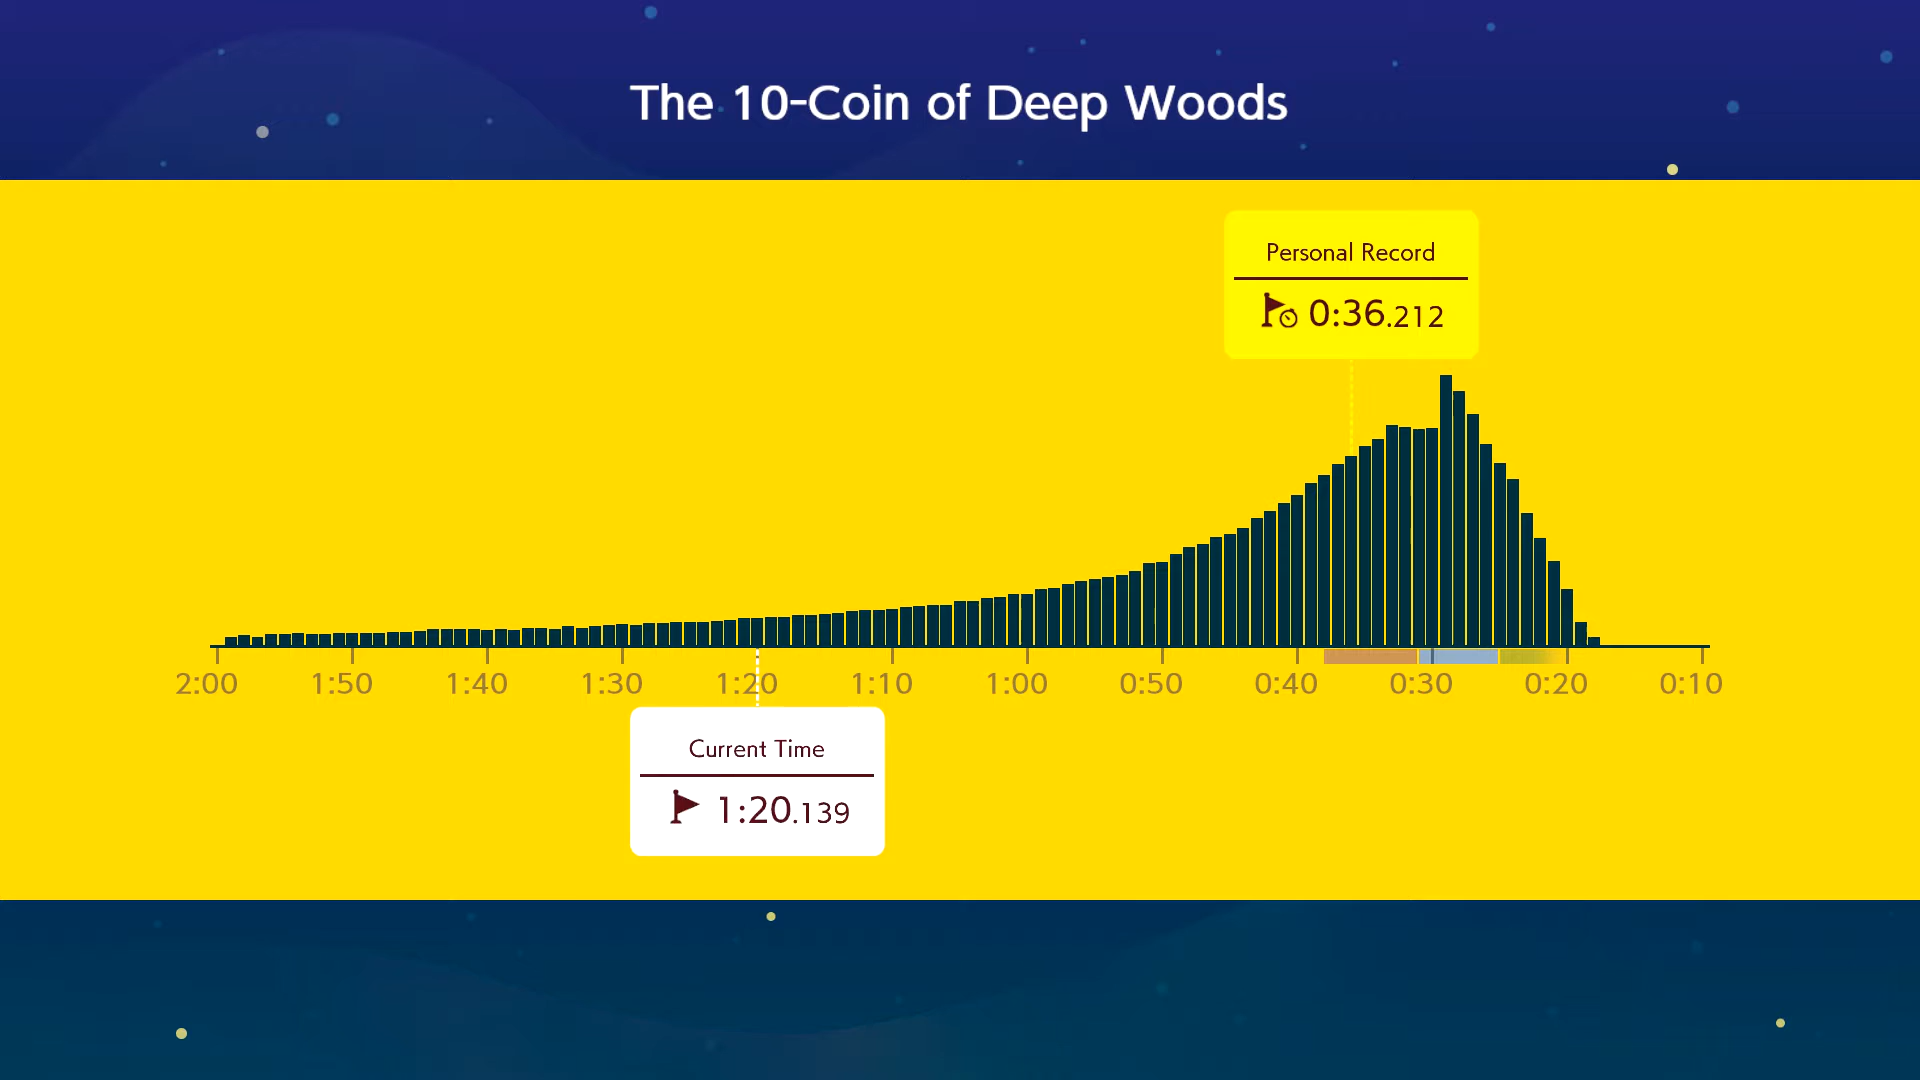 The 10-Coin of Deep Woods
Personal Record
0:36.212
2:00 1:50 1:40 1:30 1:20 1:10 1:00 0:50 0:40 0:30 0:20 0:10
Current Time
1:20.139